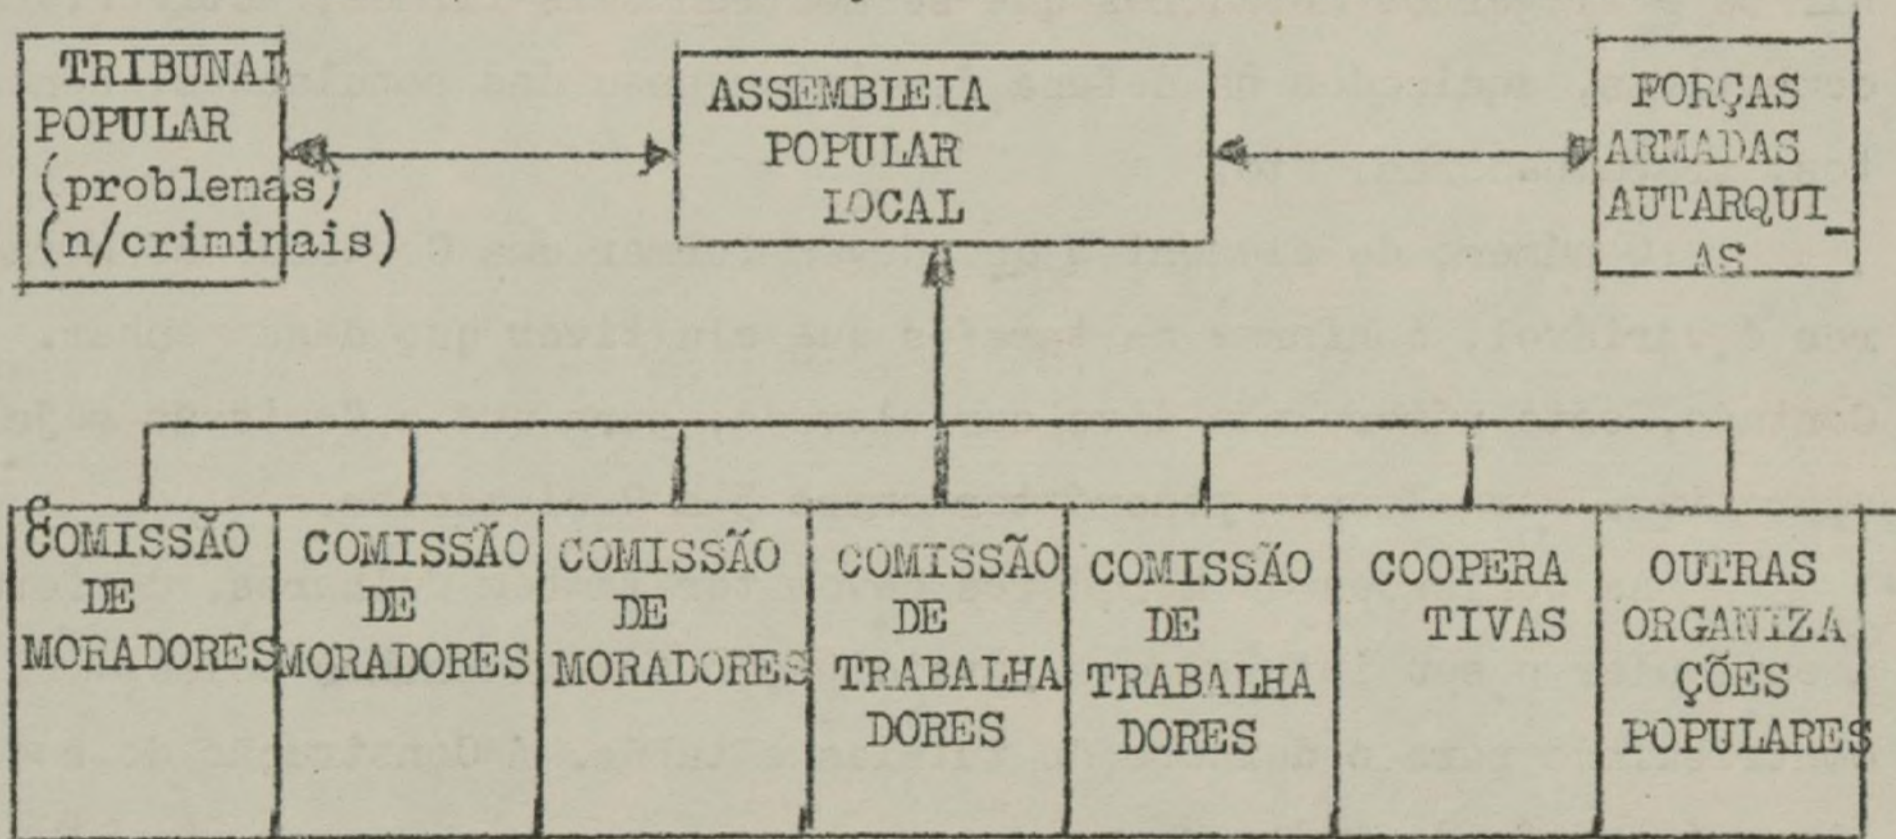 TRIBUNAL
POPULAR
(problemas)
(n/criminais)
ASSEMBLEIA
POPULAR
LOCAL
FORÇAS
ARMADAS
AUTARQUI_
AS
COMISSÃO
DE
MORADORES
COMISSÃO
DE
MORADORES
COMISSÃO
DE
MORADORES
COMISSÃO
DE
TRABALHA
DORES
COMISSÃO
DE
TRABALHA
DORES
COOPERA
TIVAS
OUTRAS
ORGANIZA
ÇÕES
POPULARES